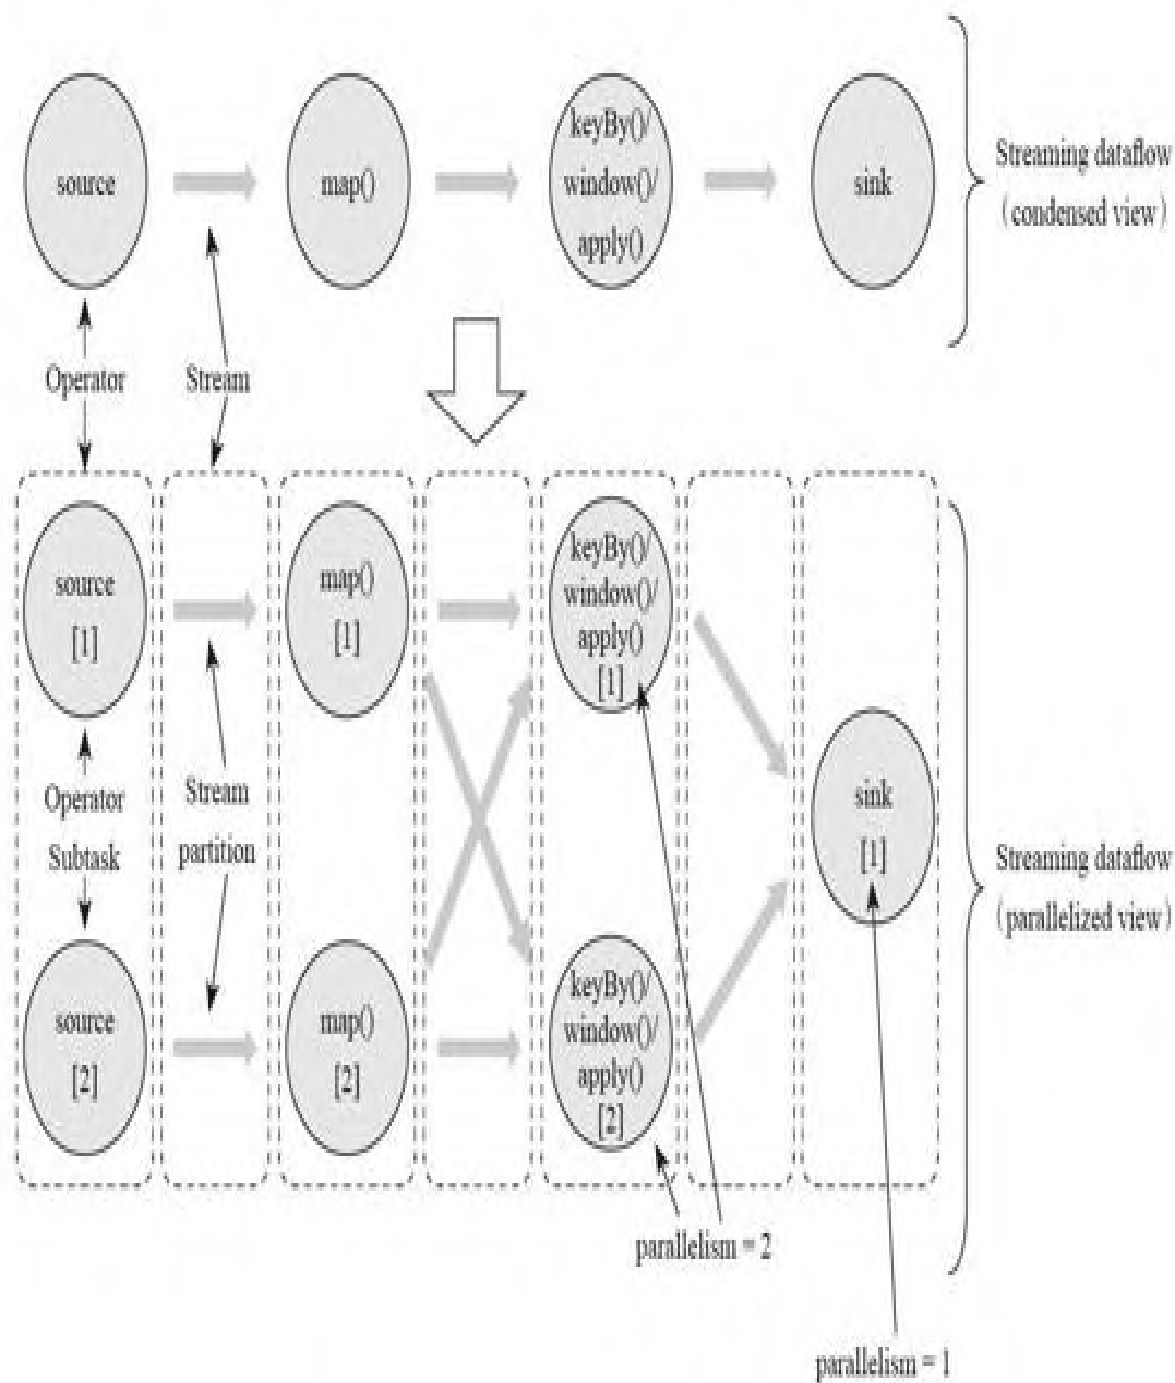 source
map()
keyBy()/
window()/
apply()
sink
Streaming dataflow
(condensed view)
Operator
Stream
source
[1]
map()
[1]
keyBy()/
window()/
apply()
[1]
Operator
Subtask
Stream
partition
sink
[1]
Streaming dataflow
(parallelized view)
source
[2]
map()
[2]
keyBy()/
window()/
apply()
[2]
parallelism = 2
parallelism = 1